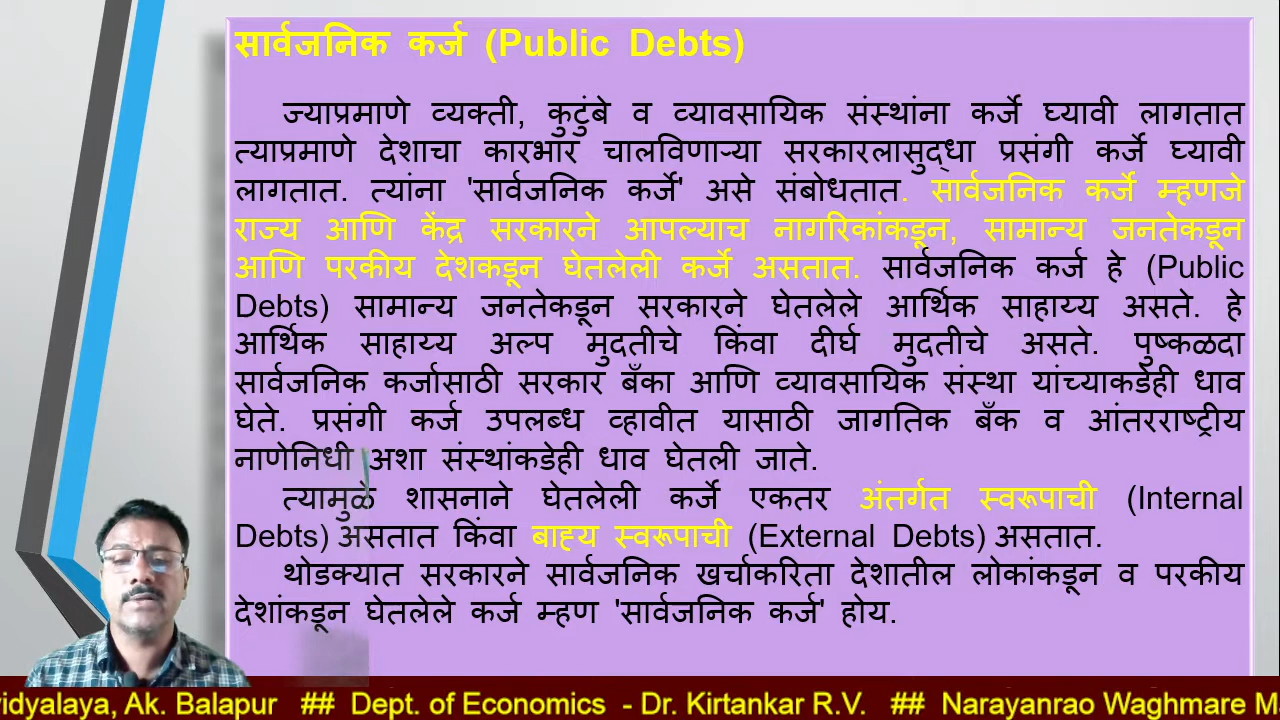 सार्वजनिक कर्ज (Public Debts)
ज्याप्रमाणे व्यक्ती, कुटुंबे व व्यावसायिक संस्थांना कर्जे घ्यावी लागतात
त्याप्रमाणे देशाचा कारभार चालविणाऱ्या सरकारलासुद्धा प्रसंगी कर्जे घ्यावी
लागतात. त्यांना 'सार्वजनिक कर्जे' असे संबोधतात. सार्वजनिक कर्जे म्हणजे
राज्य आणि केंद्र सरकारने आपल्याच नागरिकांकडून, सामान्य जनतेकडून
आणि परकीय देशकडून घेतलेली कर्जे असतात. सार्वजनिक कर्ज हे (Public
Debts) सामान्य जनतेकडून सरकारने घेतलेले आर्थिक साहाय्य असते. हे
आर्थिक साहाय्य अल्प मुदतीचे किंवा दीर्घ मुदतीचे असते. पुष्कळदा
सार्वजनिक कर्जासाठी सरकार बँका आणि व्यावसायिक संस्था यांच्याकडेही धाव
घेते. प्रसंगी कर्ज उपलब्ध व्हावीत यासाठी जागतिक बँक व आंतरराष्ट्रीय
नाणेनिधी अशा संस्थांकडेही धाव घेतली जाते.
त्यामुळे शासनाने घेतलेली कर्जे एकतर अंतर्गत स्वरूपाची (Internal
Debts) असतात किंवा बाह्य स्वरूपाची (External Debts) असतात.
थोडक्यात सरकारने सार्वजनिक खर्चाकरिता देशातील लोकांकडून व परकीय
देशांकडून घेतलेले कर्ज म्हण 'सार्वजनिक कर्ज' होय.
vidyalaya, Ak. Balapur ## Dept. of Economics - Dr. Kirtankar R.V. ## Narayanrao Waghmare M